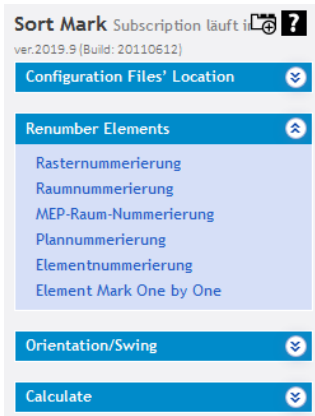 Sort Mark Subscription läuft
ver.2019.9 (Build: 20110612)
Configuration Files' Location
Renumber Elements
Rasternummerierung
Raumnummerierung
MEP-Raum-Nummerierung
Plannummerierung
Elementnummerierung
Element Mark One by One
Orientation/Swing
Calculate